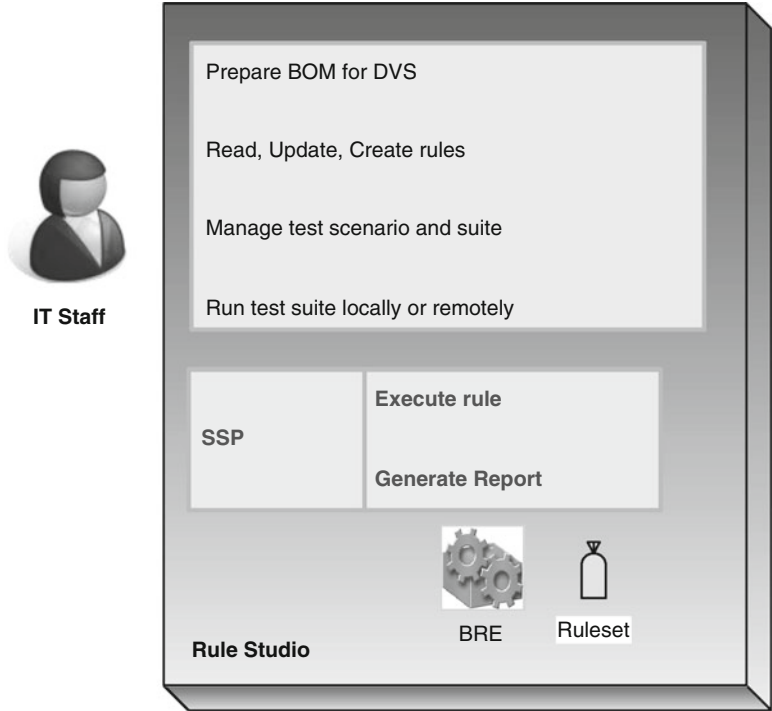 Prepare BOM for DVS
Read, Update, Create rules
Manage test scenario and suite
Run test suite locally or remotely
IT Staff
SSP
Execute rule
Generate Report
BRE
Ruleset
Rule Studio